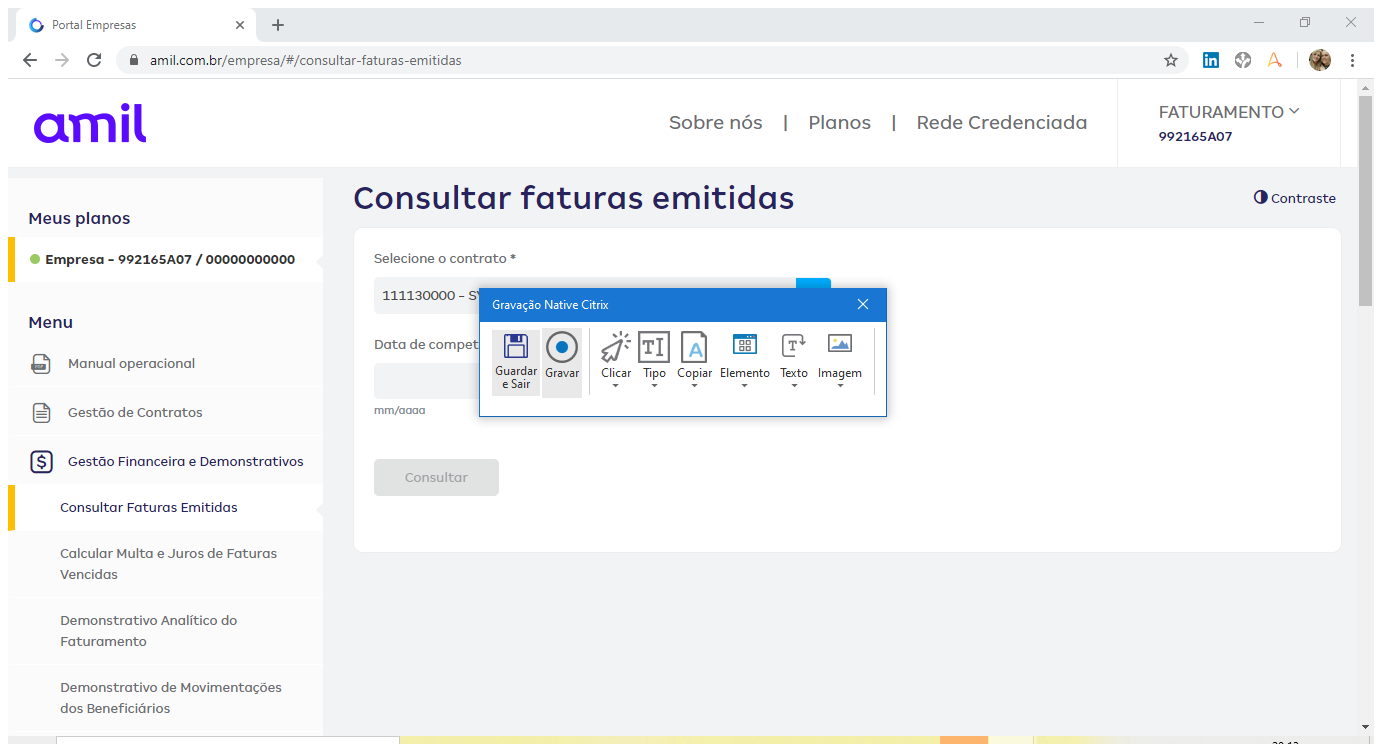 Portal Empresas
amil.com.br/empresa/#/consultar-faturas-emitidas
amil
Sobre nós | Planos | Rede Credenciada
FATURAMENTO
992165A07
Meus planos
Empresa - 992165A07 / 00000000000
Menu
Manual operacional
Gestão de Contratos
Gestão Financeira e Demonstrativos
Consultar Faturas Emitidas
Calcular Multa e Juros de Faturas
Vencidas
Demonstrativo Analítico do
Faturamento
Demonstrativo de Movimentações
dos Beneficiários
Consultar faturas emitidas
Contraste
Selecione o contrato *
111130000 -
Data de compet
mm/aaaa
Consultar
Gravação Native Citrix
Guardar
e Sair
Gravar
Clicar
Tipo
Copiar
Elemento
Texto
Imagem